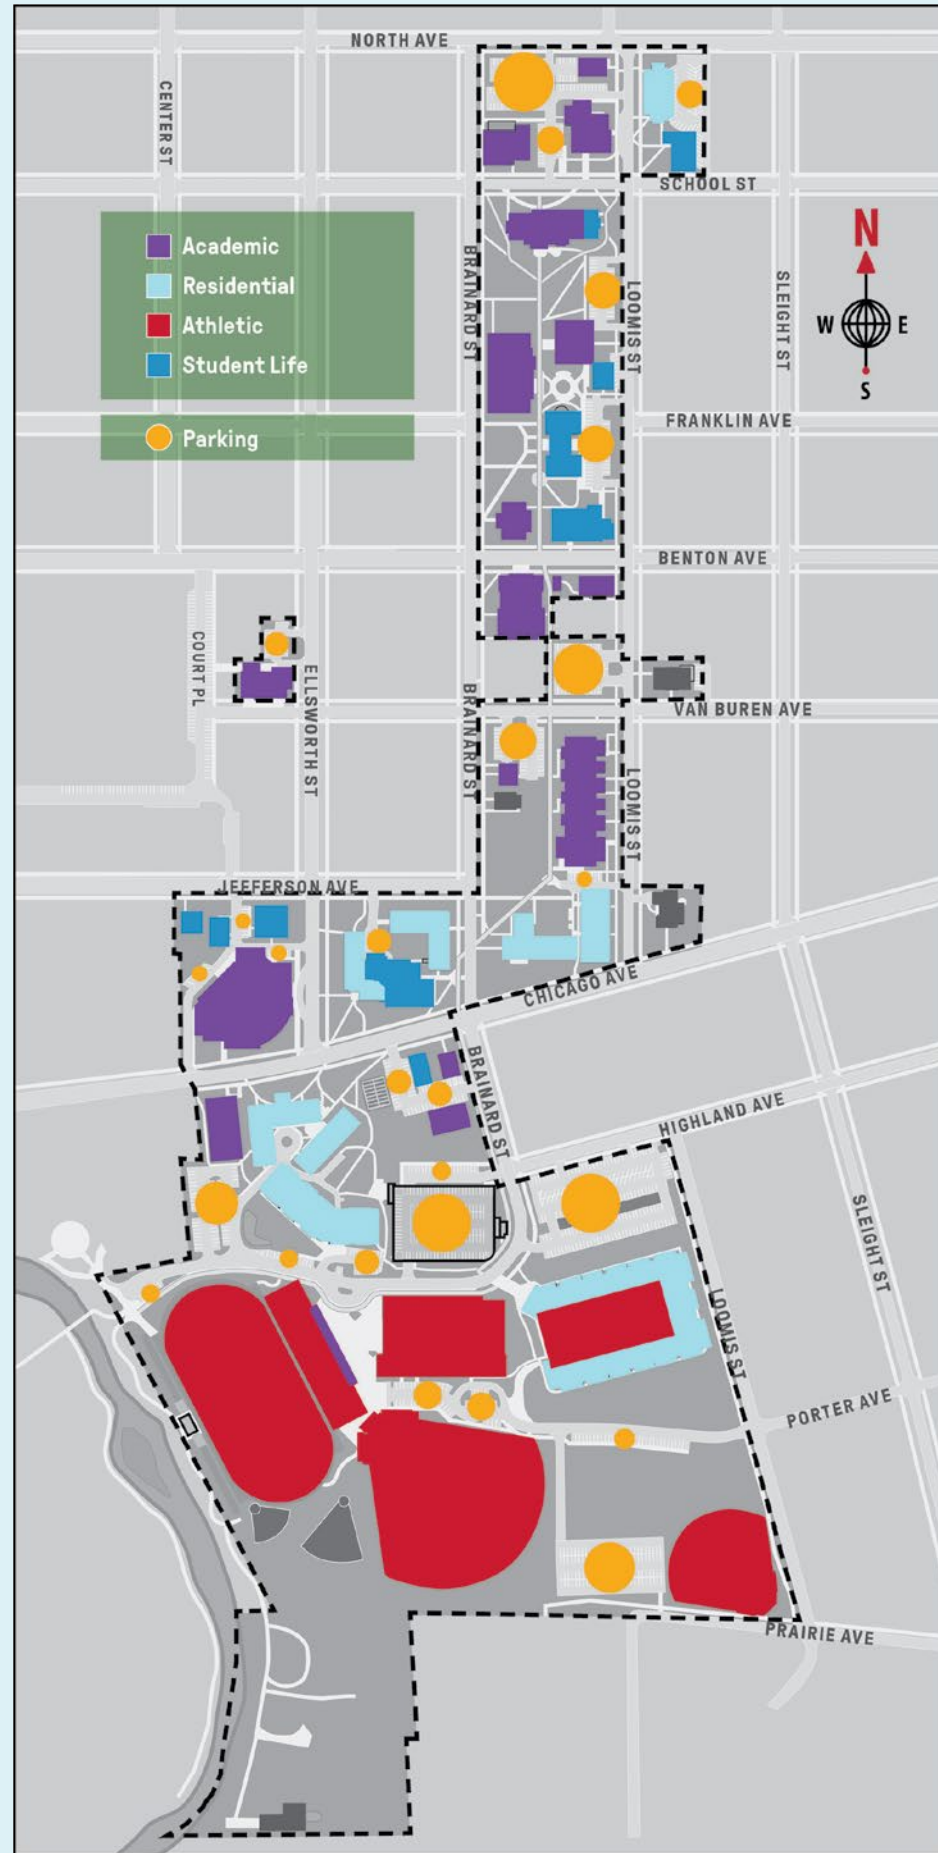 NORTH AVE
CENTER ST
SCHOOL ST
Academic
Residential
Athletic
Student Life
Parking
BRAINARD ST
LOOMIS ST
SLEIGHT ST
N
W
E
S
FRANKLIN AVE
BENTON AVE
COURT PL
ELLSWORTH ST
BRAINARD ST
VAN BUREN AVE
LOOMIS ST
JEFFERSON AVE
CHICAGO AVE
BRAINARD ST
HIGHLAND AVE
SLEIGHT ST
LOOMIS ST
PORTER AVE
PRAIRIE AVE